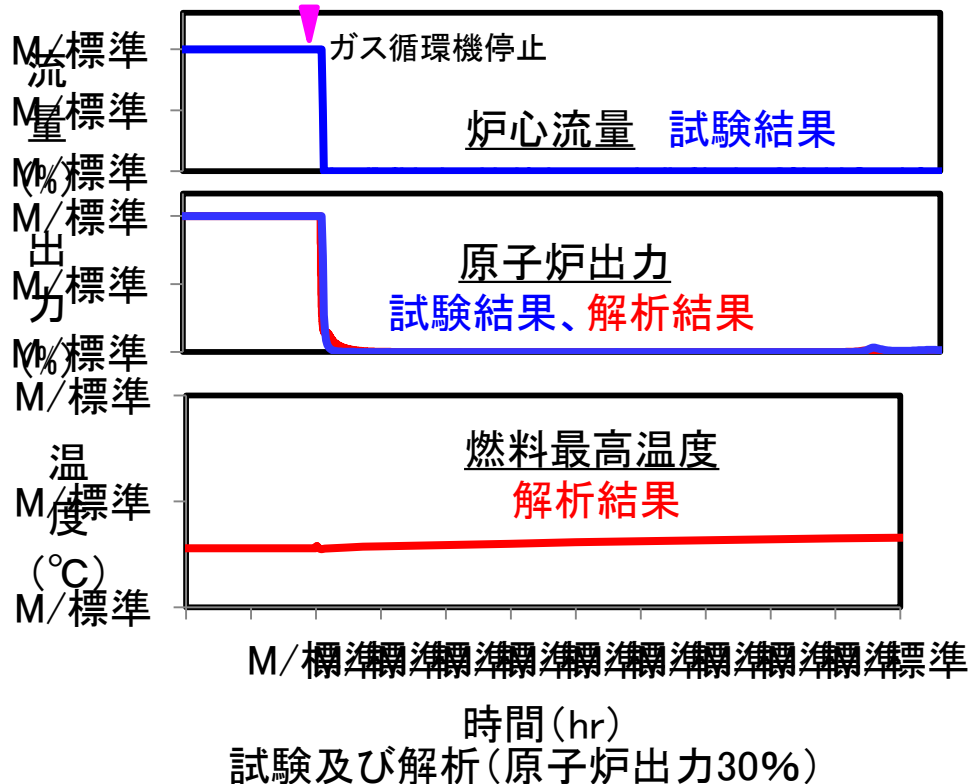 M/標準
流量(%)
M/標準
M/標準
ガス循環機停止
炉心流量 試験結果
M/標準
出力(%)
M/標準
M/標準
原子炉出力
試験結果、解析結果
M/標準
温度(℃)
M/標準
M/標準
燃料最高温度
解析結果
時間(hr)
試験及び解析(原子炉出力30%)